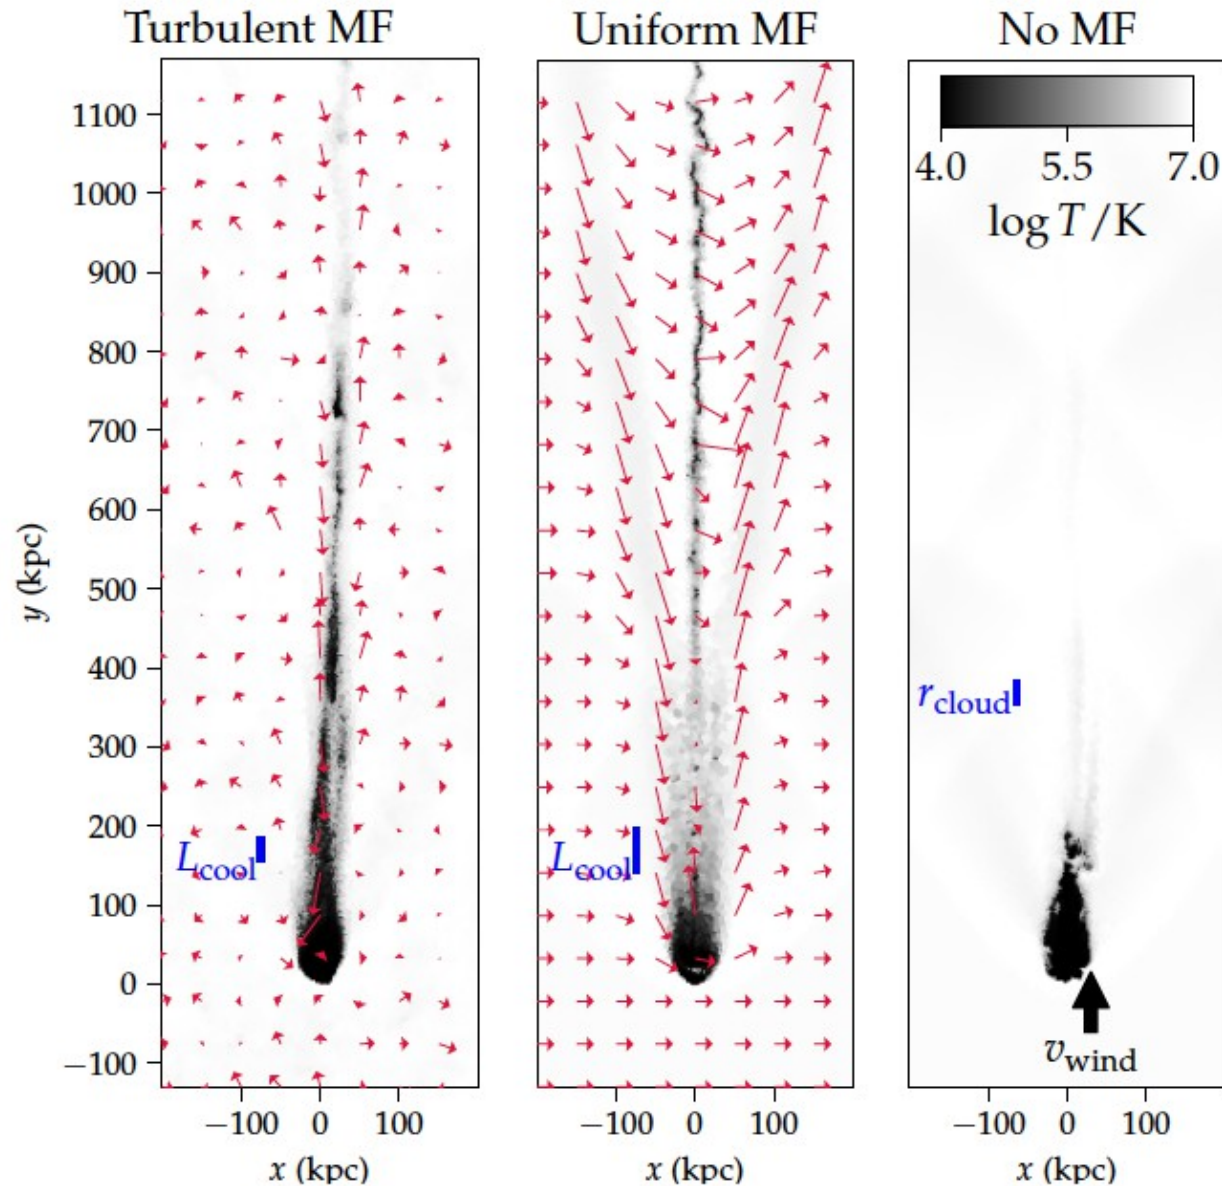 Turbulent MF
Uniform MF
No MF
4.0 5.5 7.0
log T/K
1100
1000
900
800
700
600
500
400
300
200
100
0
−100
y (kpc)
L_cool
L_cool
r_cloud
v_wind
−100 0 100
−100 0 100
−100 0 100
x (kpc)
x (kpc)
x (kpc)